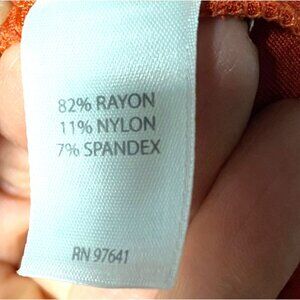 82% RAYON
11% NYLON
7% SPANDEX
RN 97641